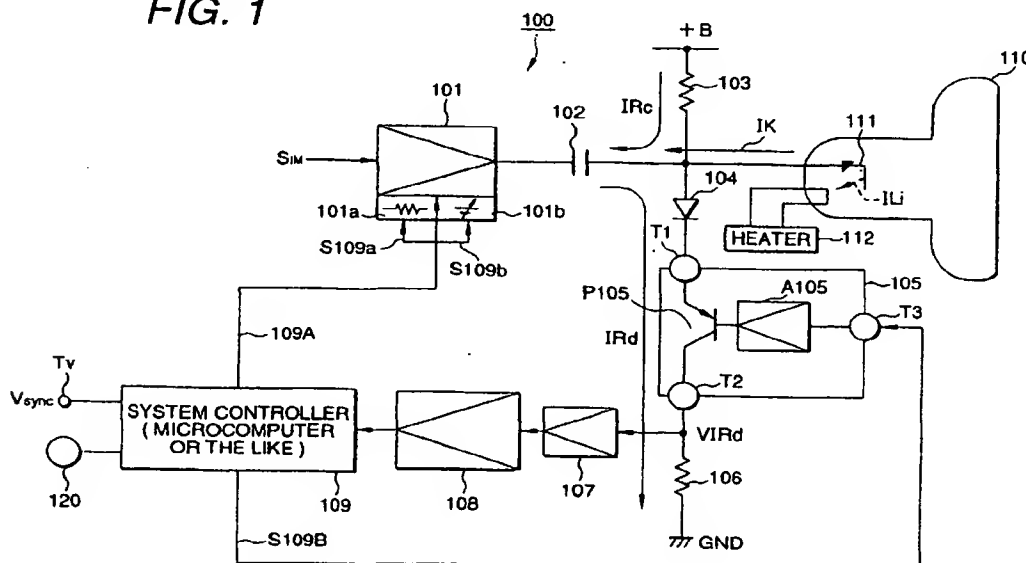 FIG. 1
100
+ B
110
103
101
102
IRc
IK
111
SIM
104
ILi
101a
101b
HEATER
112
S109a
S109b
T1
105
P105
A105
T3
IRd
109A
T2
Tv
Vsync
SYSTEM CONTROLLER
( MICROCOMPUTER
OR THE LIKE )
VIRd
107
106
108
120
109
S109B
GND